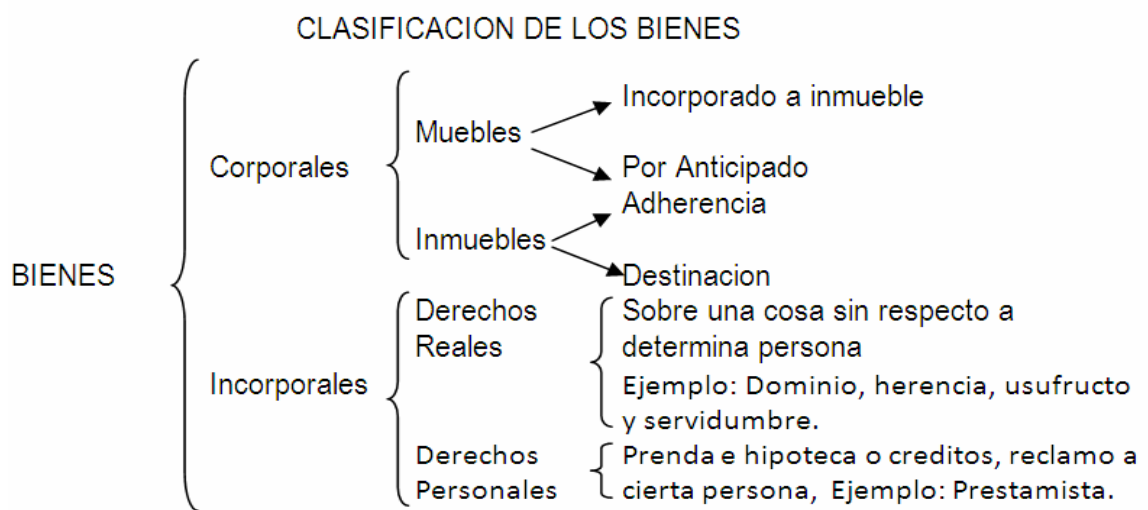 CLASIFICACION DE LOS BIENES
BIENES
Corporales
Muebles
Incorporado a inmueble
Por Anticipado
Inmuebles
Adherencia
Destinacion
Incorporales
Derechos
Reales
Sobre una cosa sin respecto a
determina persona
Ejemplo: Dominio, herencia, usufructo
y servidumbre.
Derechos
Personales
Prenda e hipoteca o creditos, reclamo a
cierta persona, Ejemplo: Prestamista.